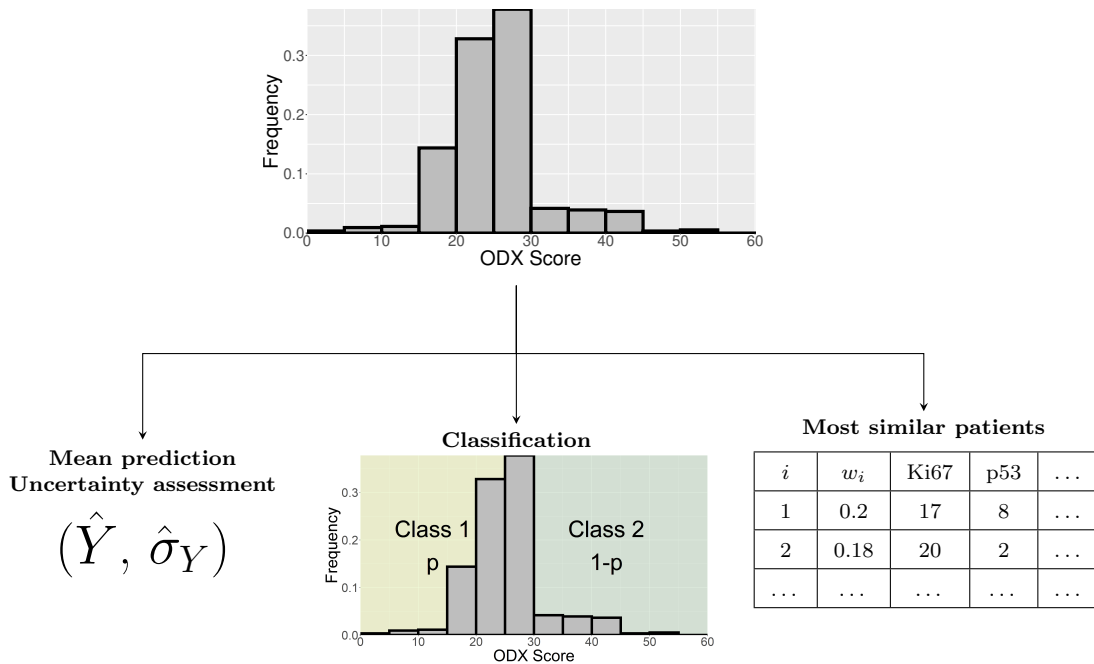 Frequency
0.3
0.2
0.1
0.0
0 10 20 30 40 50 60
ODX Score
Mean prediction
Uncertainty assessment
(Ŷ, σ̂_Y)
Classification
Frequency
0.3
0.2
0.1
0.0
Class 1
p
Class 2
1-p
0 10 20 30 40 50 60
ODX Score
Most similar patients
i w_i Ki67 p53 ...
1 0.2 17 8 ...
2 0.18 20 2 ...
... ... ... ... ...